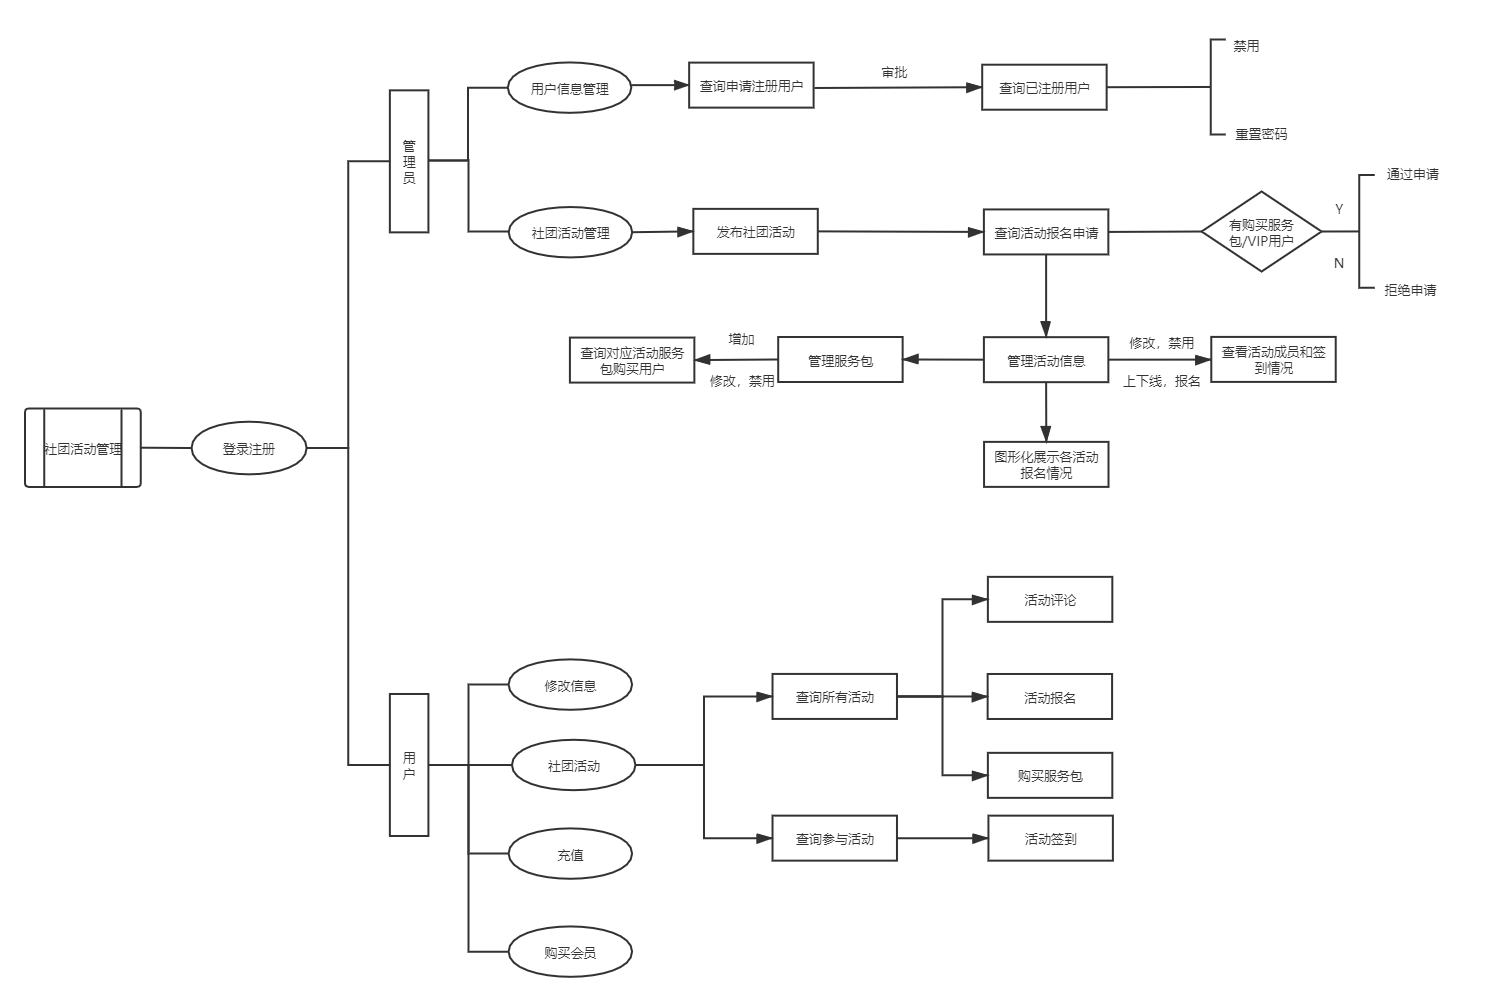 禁用
用户信息管理
查询申请注册用户
审批
查询已注册用户
重置密码
管
理
员
通过申请
社团活动管理
发布社团活动
查询活动报名申请
有购买服务
包/VIP用户
Y
N
拒绝申请
查询对应活动服务
包购买用户
增加
修改，禁用
管理服务包
管理活动信息
修改，禁用
上下线，报名
查看活动成员和签
到情况
社团活动管理
登录注册
图形化展示各活动
报名情况
活动评论
修改信息
查询所有活动
活动报名
用
户
社团活动
购买服务包
查询参与活动
活动签到
充值
购买会员